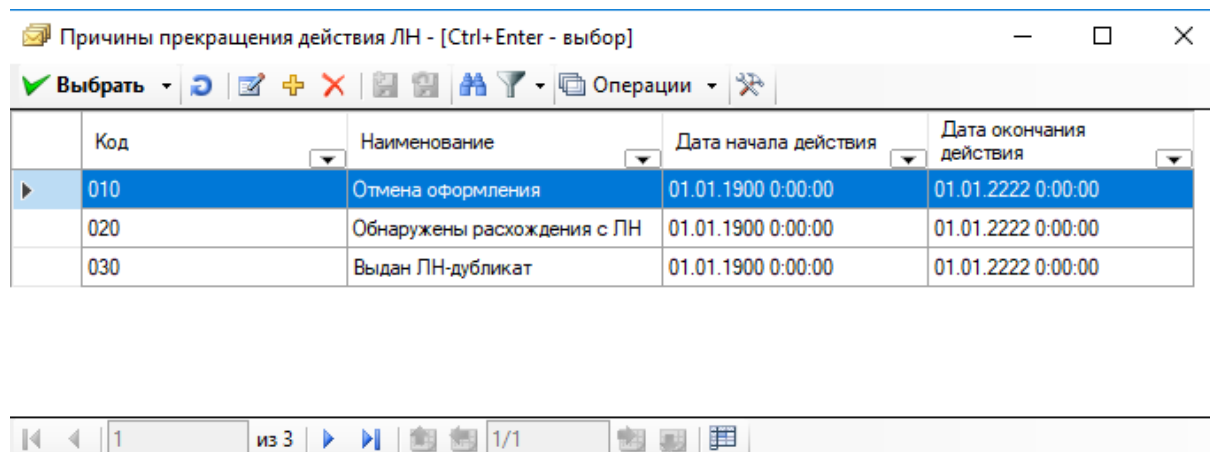 Причины прекращения действия ЛН - [Ctrl+Enter - выбор]
Выбрать Операции
Код Наименование Дата начала действия Дата окончания действия
010 Отмена оформления 01.01.1900 0:00:00 01.01.2222 0:00:00
020 Обнаружены расхождения с ЛН 01.01.1900 0:00:00 01.01.2222 0:00:00
030 Выдан ЛН-дубликат 01.01.1900 0:00:00 01.01.2222 0:00:00
1 из 3 1/1